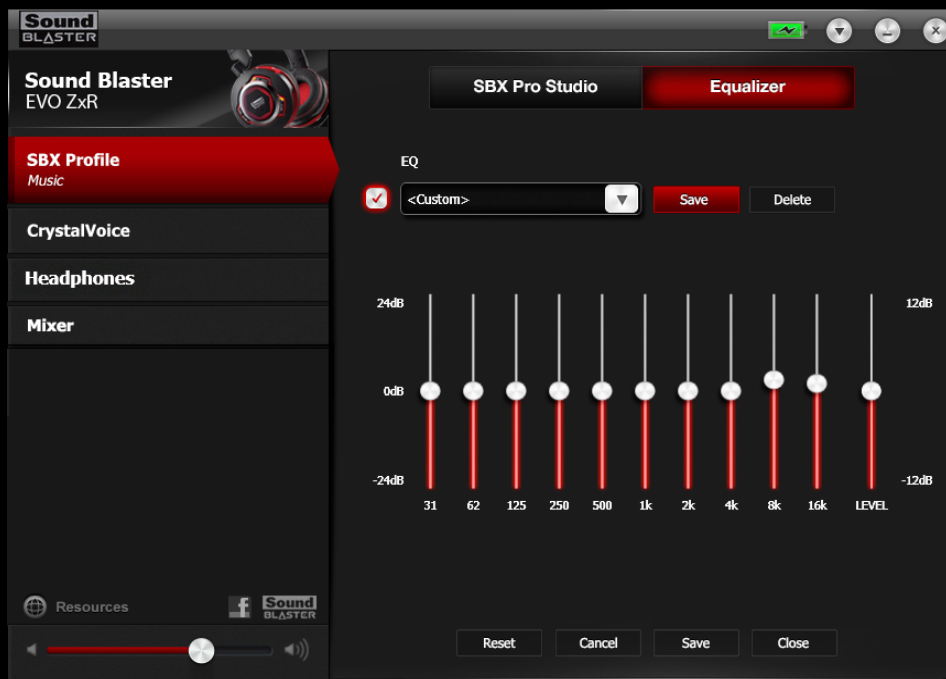 Sound
BLASTER
Sound Blaster
EVO ZxR
SBX Pro Studio
Equalizer
SBX Profile
Music
CrystalVoice
Headphones
Mixer
EQ
<Custom>
Save
Delete
24dB
12dB
0dB
-24dB
-12dB
31 62 125 250 500 1k 2k 4k 8k 16k LEVEL
Resources
f
Sound
BLASTER
Reset
Cancel
Save
Close